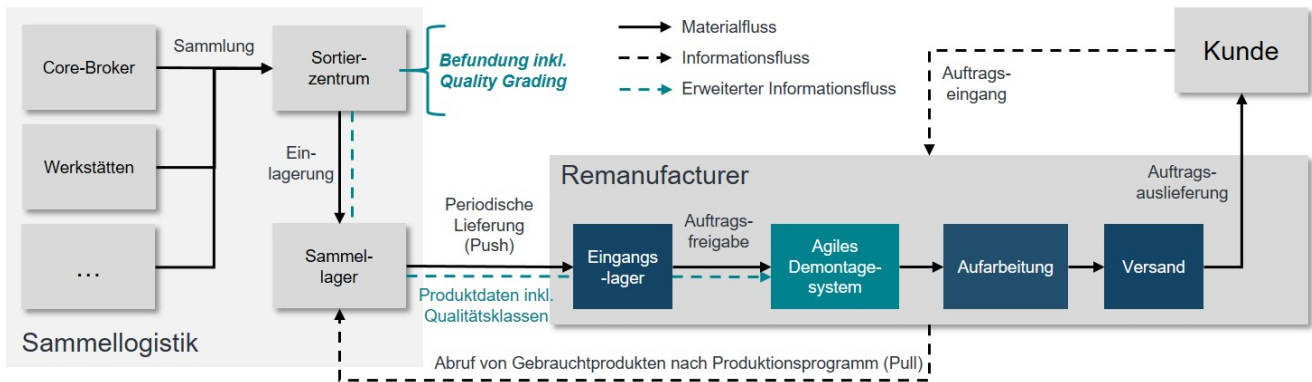 Core-Broker
Werkstätten
…
Sammlung
Sortier-
zentrum
Befundung inkl.
Quality Grading
Ein-
lagerung
Sammel-
lager
Sammellogistik
Materialfluss
Informationsfluss
Erweiterter Informationsfluss
Auftrags-
eingang
Kunde
Remanufacturer
Auftrags-
auslieferung
Periodische
Lieferung
(Push)
Produktdaten inkl.
Qualitätsklassen
Eingangs
-lager
Auftrags-
freigabe
Agiles
Demontage-
system
Aufarbeitung
Versand
Abruf von Gebrauchtprodukten nach Produktionsprogramm (Pull)